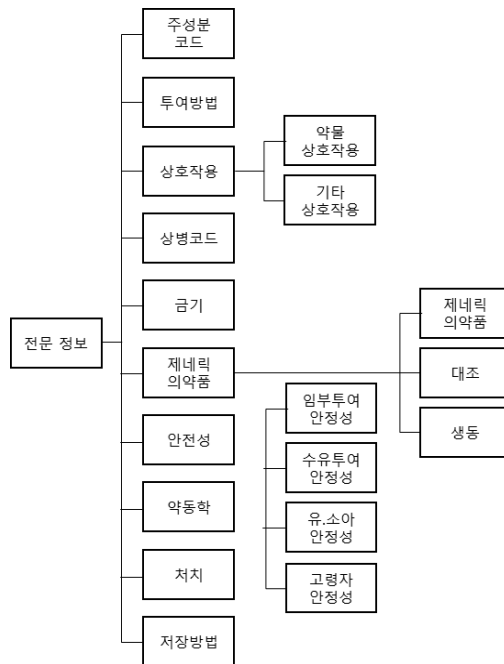 전문 정보
주성분
코드
투여방법
상호작용
약물
상호작용
기타
상호작용
상병코드
금기
제네릭
의약품
제네릭
의약품
대조
생동
안전성
임부투여
안정성
수유투여
안정성
유.소아
안정성
고령자
안정성
약동학
처치
저장방법